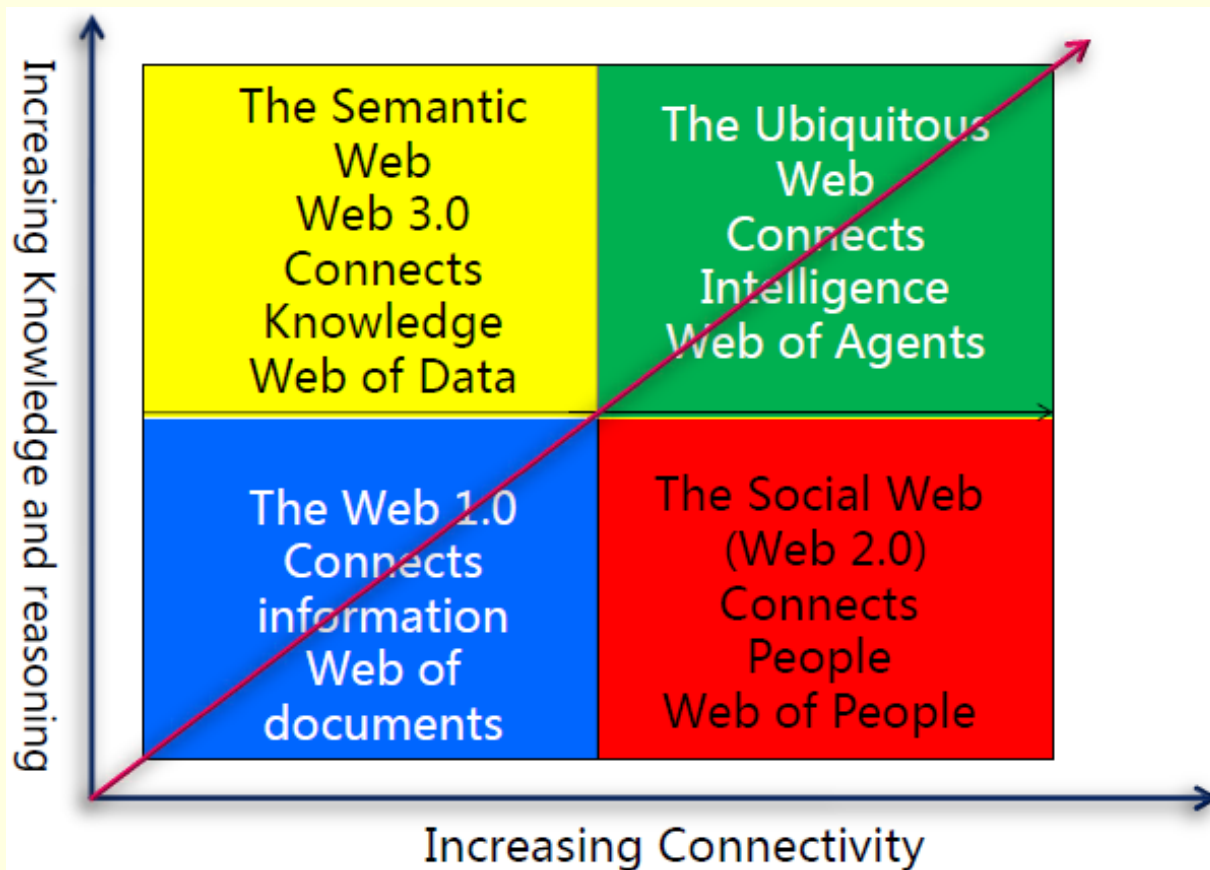 Increasing Knowledge and reasoning
The Semantic
Web
Web 3.0
Connects
Knowledge
Web of Data
The Ubiquitous
Web
Connects
Intelligence
Web of Agents
The Web 1.0
Connects
information
Web of
documents
The Social Web
(Web 2.0)
Connects
People
Web of People
Increasing Connectivity